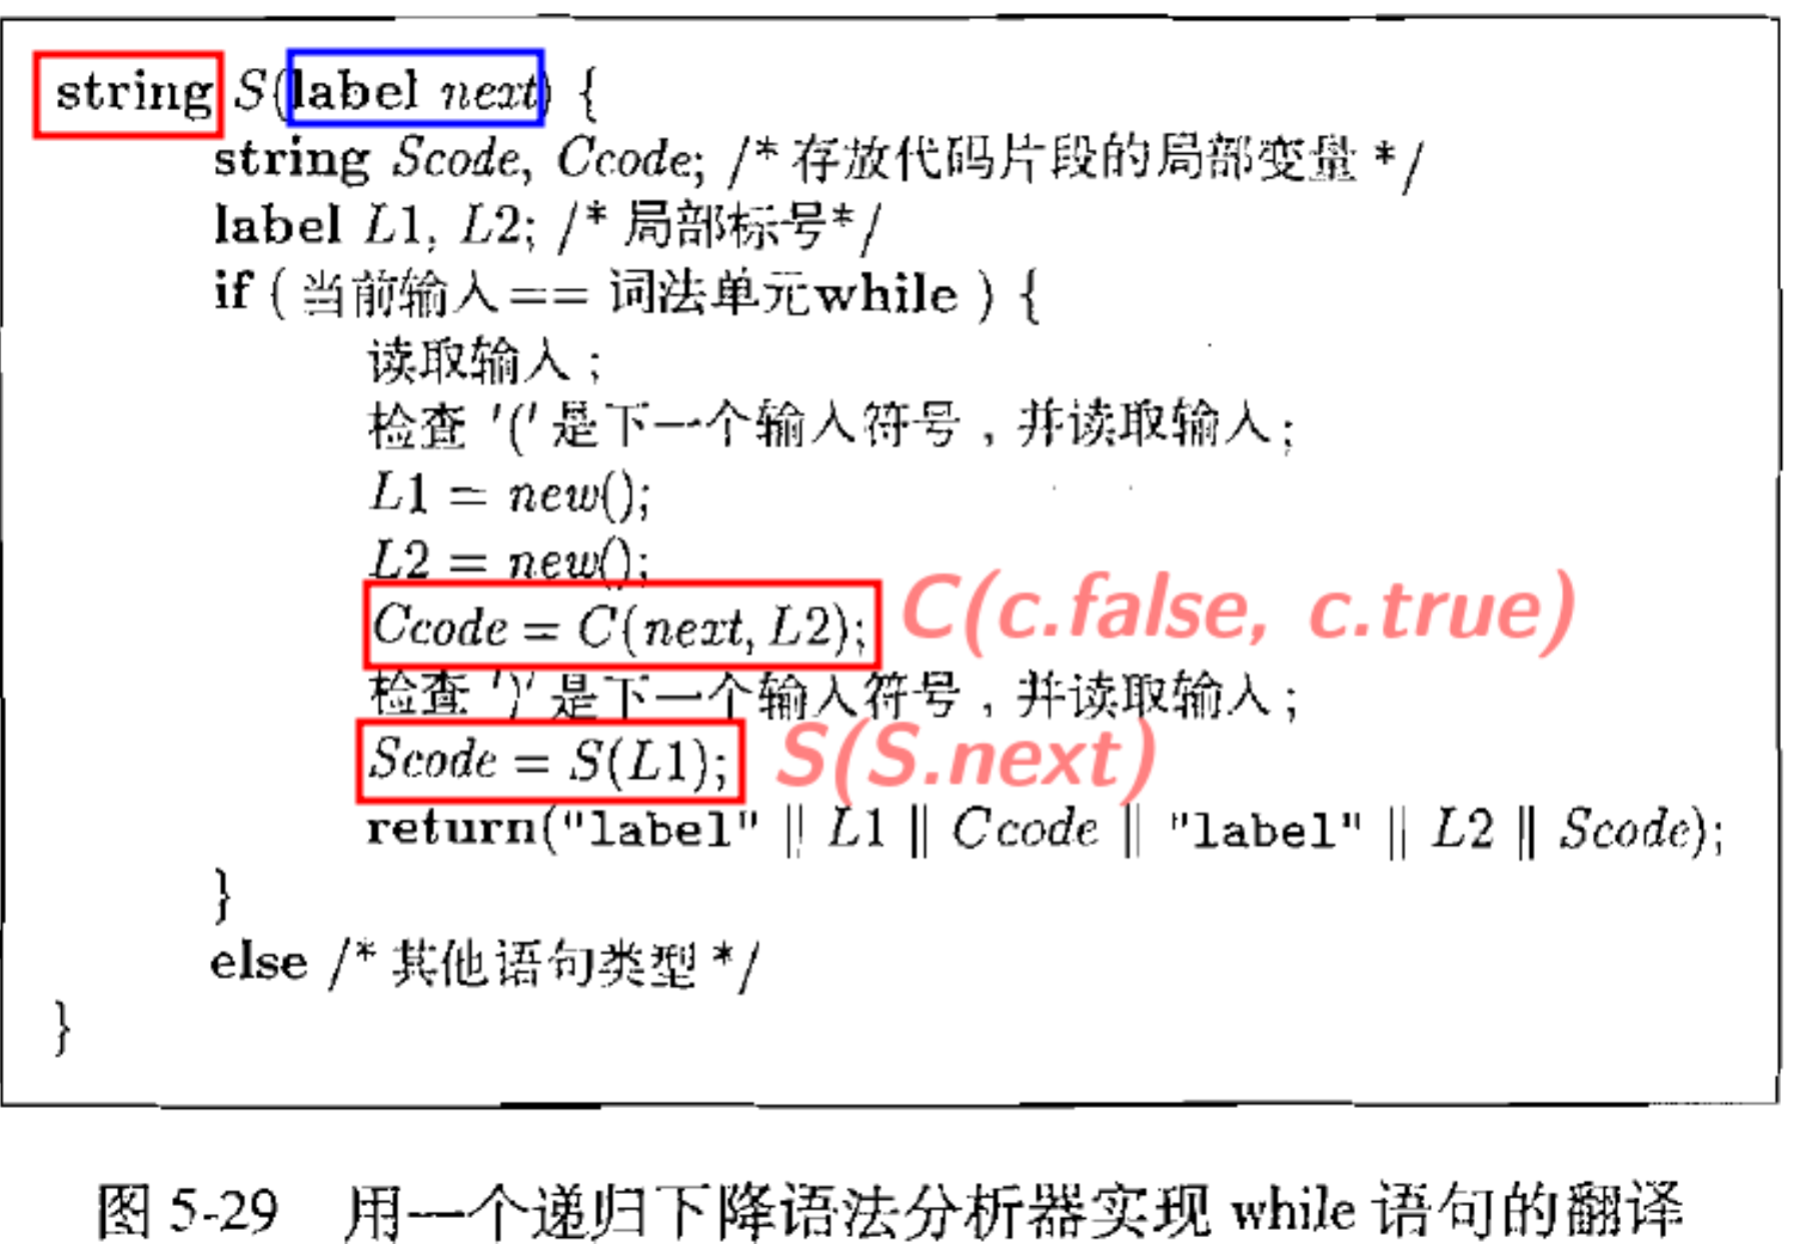 string S(label next) {
string Scode, Ccode; /* 存放代码片段的局部变量 */
label L1, L2; /* 局部标号*/
if ( 当前输入 == 词法单元while ) {
读取输入 ;
检查 '(' 是下一个输入符号 , 并读取输入 ;
L1 = new();
L2 = new();
Ccode = C(next, L2); C(c.false, c.true)
检查 ')' 是下一个输入符号 , 并读取输入 ;
Scode = S(L1); S(S.next)
return("label" || L1 || Ccode || "label" || L2 || Scode);
}
else /* 其他语句类型 */
}
图 5-29 用一个递归下降语法分析器实现 while 语句的翻译